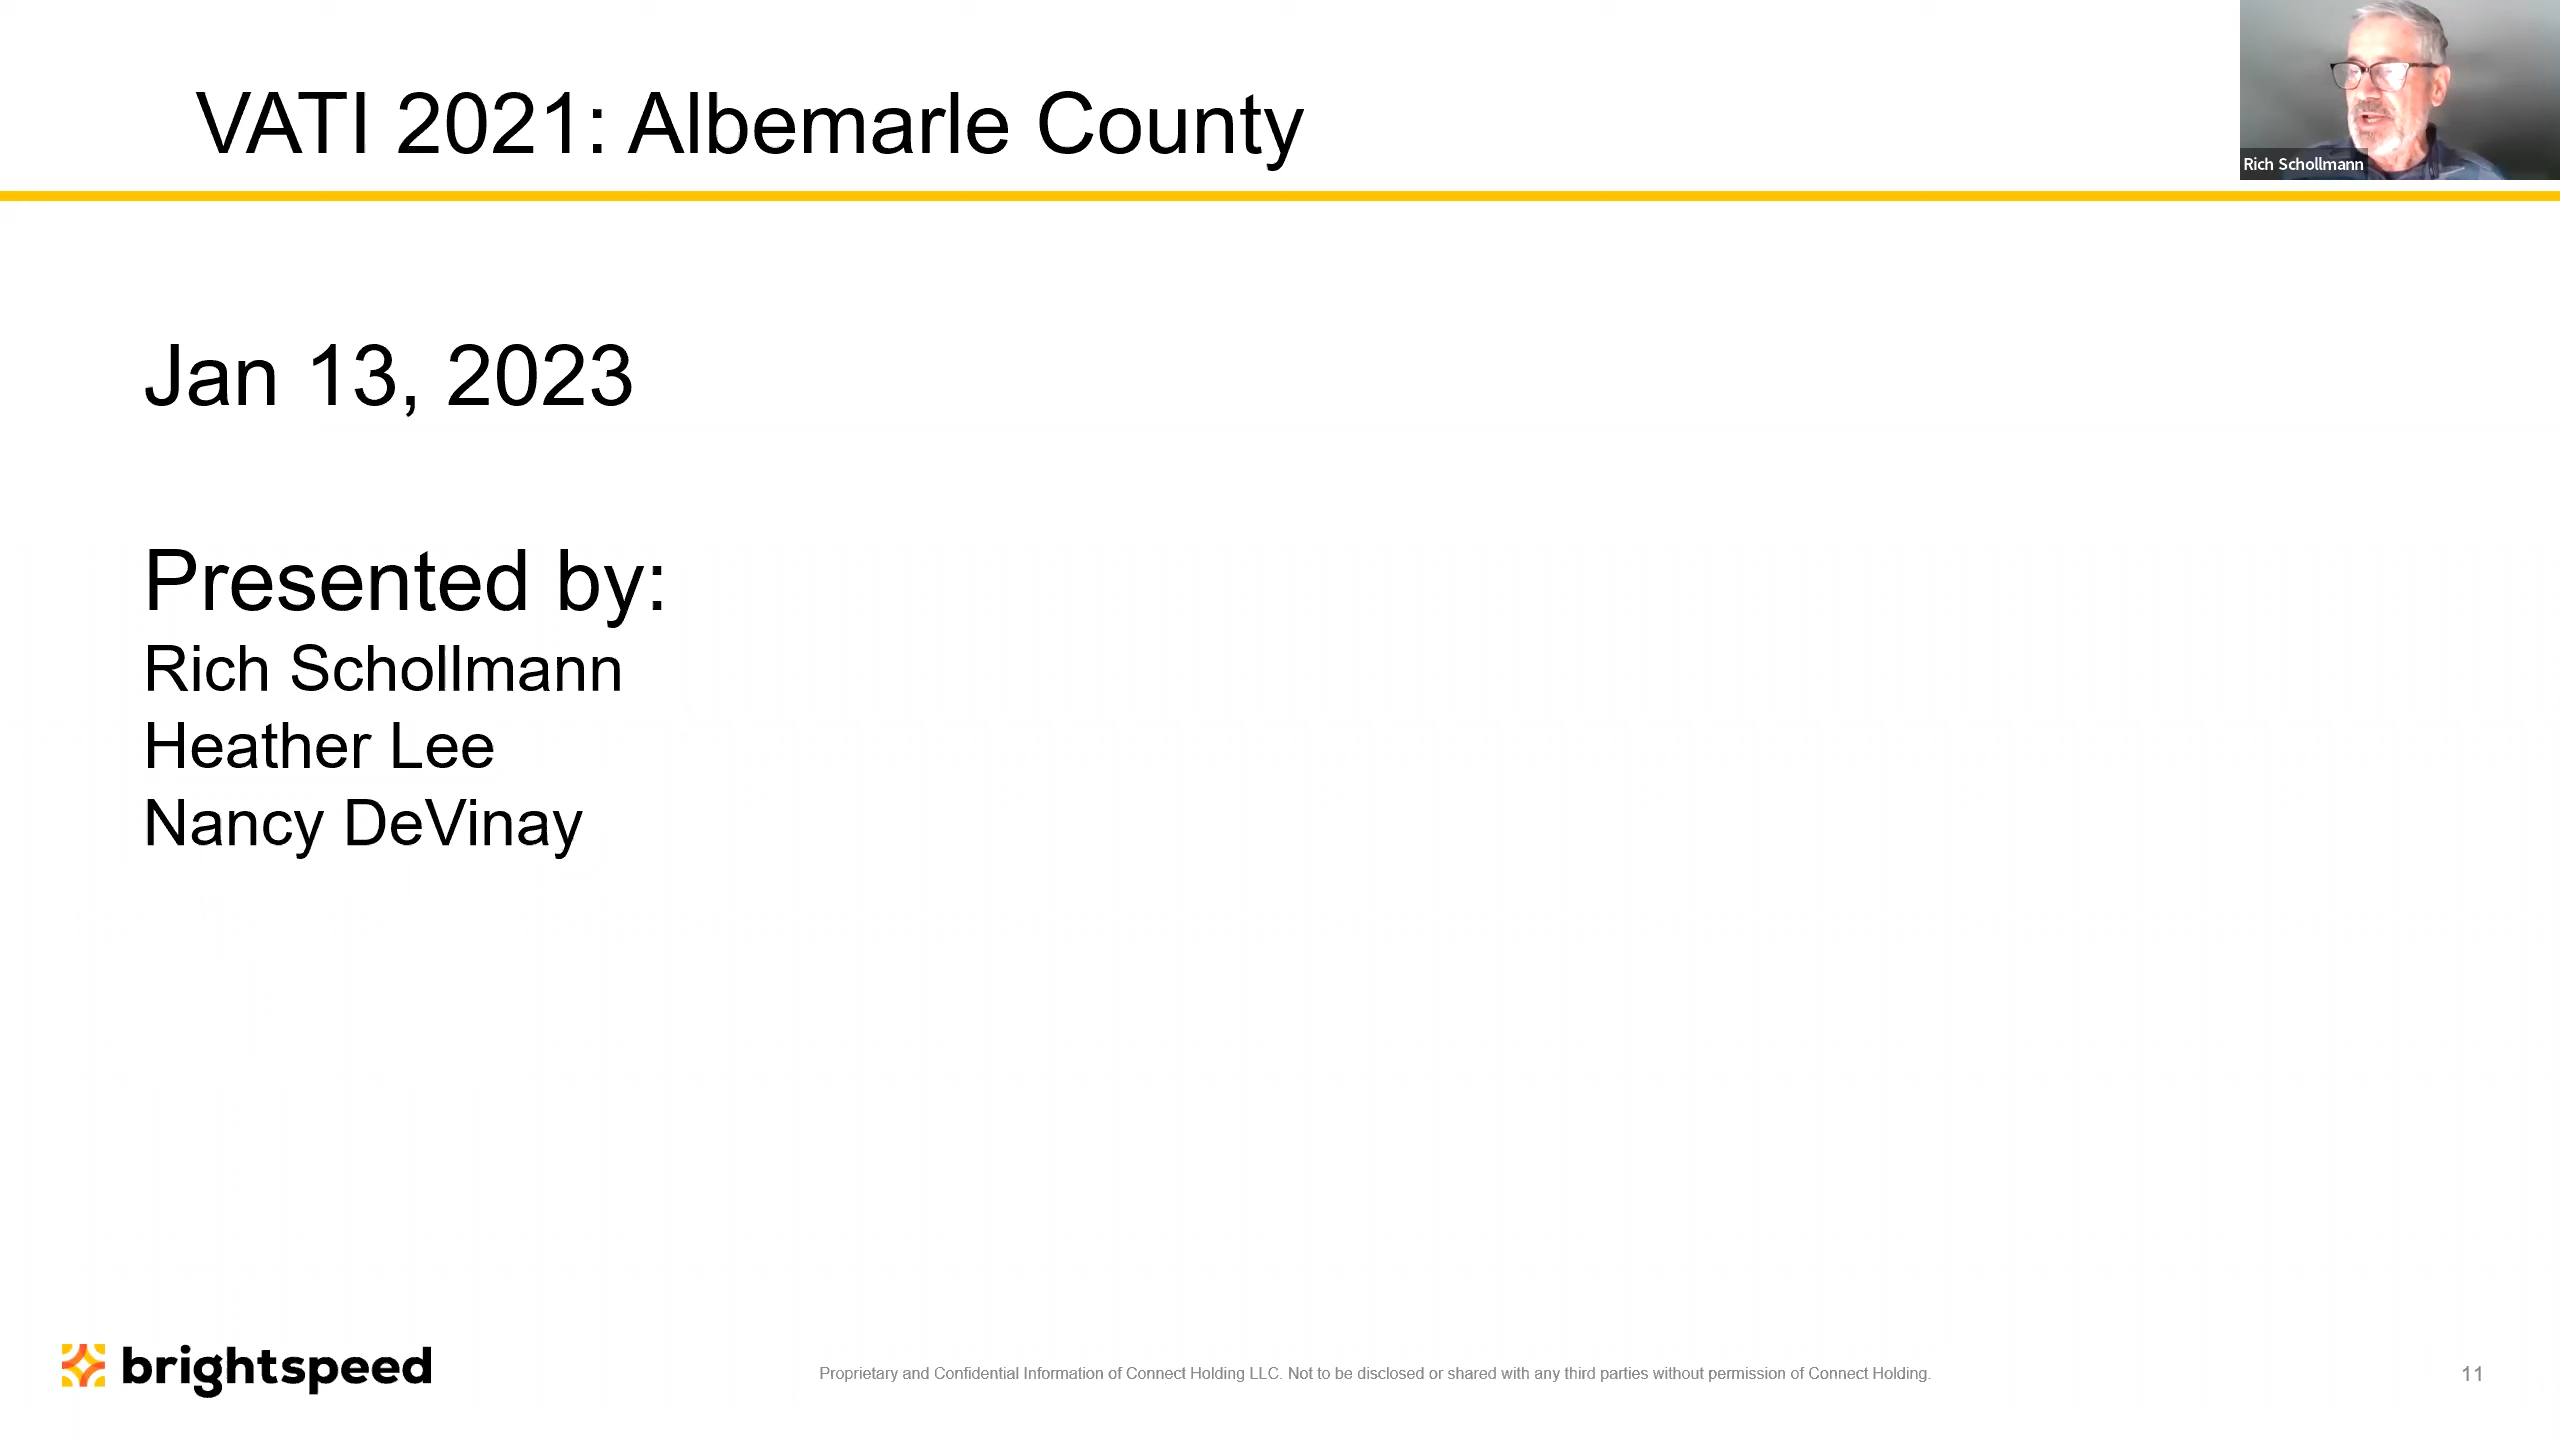 VATI 2021: Albemarle County
Rich Schollmann
Jan 13, 2023
Presented by:
Rich Schollmann
Heather Lee
Nancy DeVinay
brightspeed
Proprietary and Confidential Information of Connect Holding LLC. Not to be disclosed or shared with any third parties without permission of Connect Holding.
11